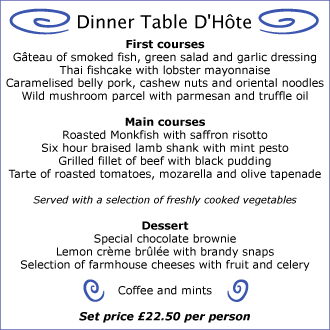 Dinner Table D'Hôte
First courses
Gâteau of smoked fish, green salad and garlic dressing
Thai fishcake with lobster mayonnaise
Caramelised belly pork, cashew nuts and oriental noodles
Wild mushroom parcel with parmesan and truffle oil
Main courses
Roasted Monkfish with saffron risotto
Six hour braised lamb shank with mint pesto
Grilled fillet of beef with black pudding
Tarte of roasted tomatoes, mozarella and olive tapenade
Served with a selection of freshly cooked vegetables
Dessert
Special chocolate brownie
Lemon crème brûlée with brandy snaps
Selection of farmhouse cheeses with fruit and celery
Coffee and mints
Set price £22.50 per person